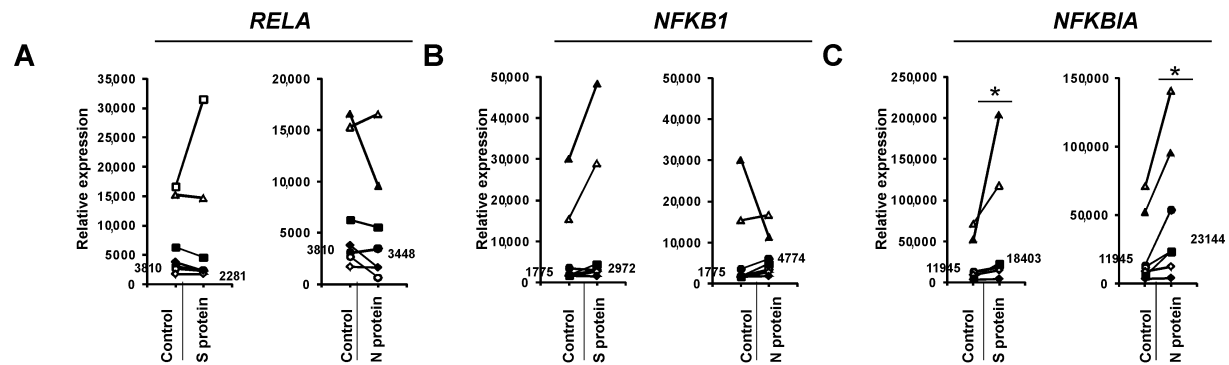 RELA
NFKB1
NFKBIA
A
B
C
Relative expression
35,000
30,000
25,000
20,000
15,000
10,000
5000
0
3810
2281
Control
S protein
20,000
15,000
10,000
5000
0
3810
3448
Control
N protein
Relative expression
50,000
40,000
30,000
20,000
10,000
0
1775
2972
Control
S protein
50,000
40,000
30,000
20,000
10,000
0
1775
4774
Control
N protein
Relative expression
250,000
200,000
150,000
100,000
50,000
0
*
11945
18403
Control
S protein
150,000
100,000
50,000
0
*
11945
23144
Control
N protein